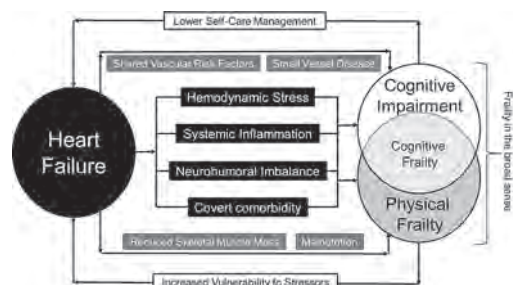 Lower Self-Care Management
Shared Vascular Risk Factors
Small Vessel Disease
Heart
Failure
Hemodynamic Stress
Systemic Inflammation
Neurohumoral Imbalance
Covert comorbidity
Cognitive
Impairment
Cognitive
Frailty
Physical
Frailty
Frailty in the broad
sense
Reduced Skeletal Muscle Mass
Malnutrition
Increased Vulnerability to Stressors